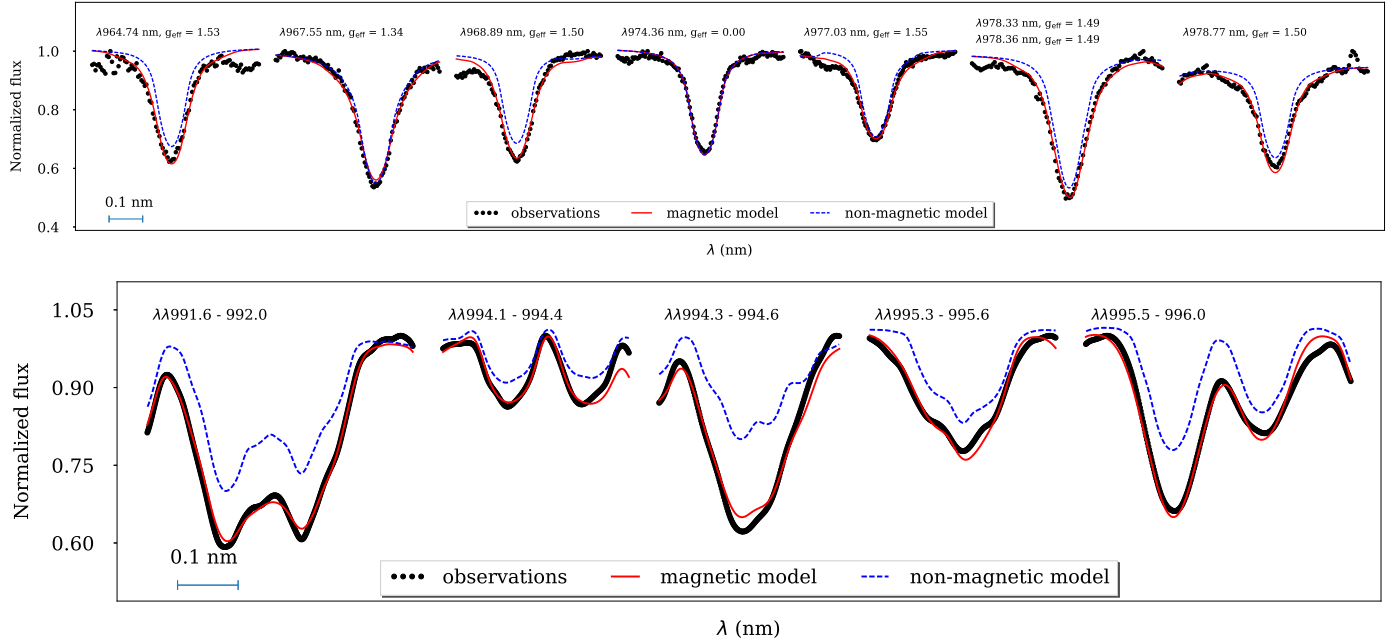 λ964.74 nm, g_eff = 1.53
λ967.55 nm, g_eff = 1.34
λ968.89 nm, g_eff = 1.50
λ974.36 nm, g_eff = 0.00
λ977.03 nm, g_eff = 1.55
λ978.33 nm, g_eff = 1.49
λ978.36 nm, g_eff = 1.49
λ978.77 nm, g_eff = 1.50
Normalized flux
1.0
0.8
0.6
0.4
0.1 nm
observations
magnetic model
non-magnetic model
λ (nm)
λλ991.6 - 992.0
λλ994.1 - 994.4
λλ994.3 - 994.6
λλ995.3 - 995.6
λλ995.5 - 996.0
Normalized flux
1.05
0.90
0.75
0.60
0.1 nm
observations
magnetic model
non-magnetic model
λ (nm)